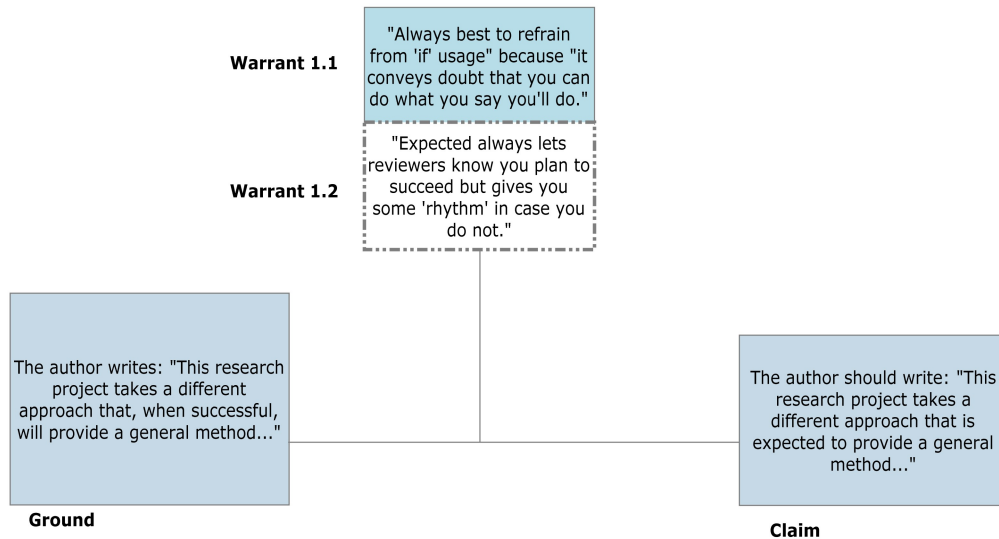 "Always best to refrain
from 'if' usage" because "it
conveys doubt that you can
do what you say you'll do."
Warrant 1.1
"Expected always lets
reviewers know you plan to
succeed but gives you
some 'rhythm' in case you
do not."
Warrant 1.2
The author writes: "This research
project takes a different
approach that, when successful,
will provide a general method..."
Ground
The author should write: "This
research project takes a
different approach that is
expected to provide a general
method..."
Claim